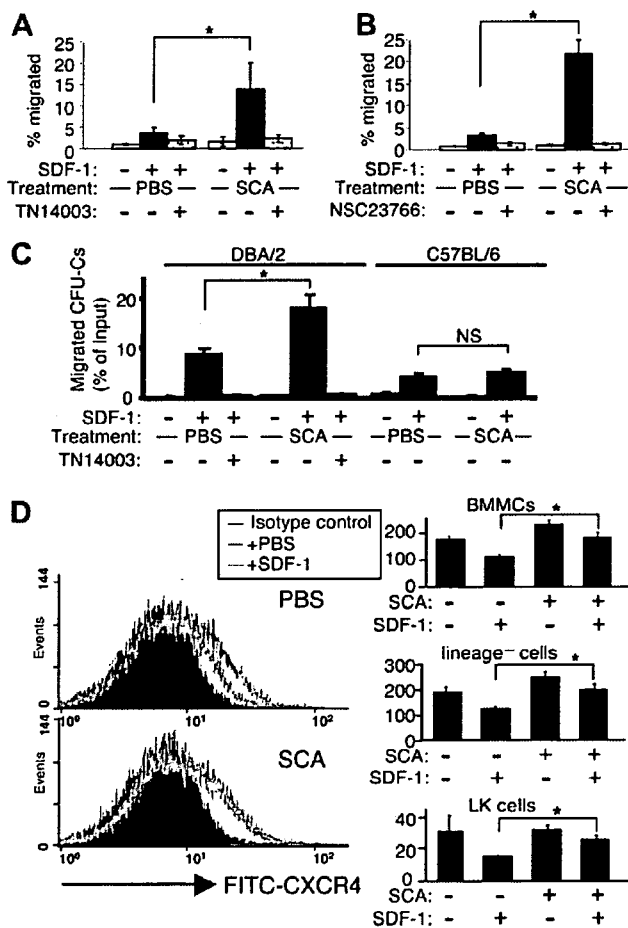 A
B
% migrated
25
20
15
10
5
0
*
SDF-1: - + + - + +
Treatment: — PBS — — SCA —
TN14003: - - + - - +
% migrated
25
20
15
10
5
0
*
SDF-1: - + + - + +
Treatment: — PBS — — SCA —
NSC23766: - - + - - +
C
DBA/2
C57BL/6
Migrated CFU-Cs
(% of Input)
20
10
0
*
NS
SDF-1: - + + - + + - + - +
Treatment: — PBS — — SCA — — PBS — — SCA —
TN14003: - - + - - + - - - -
D
Isotype control
+PBS
+SDF-1
PBS
144
Events
0
10⁰ 10¹ 10²
SCA
144
Events
0
10⁰ 10¹ 10²
FITC-CXCR4
BMMCs
*
200
100
0
SCA: - - + +
SDF-1: - + - +
lineage⁻ cells
*
300
200
100
0
SCA: - - + +
SDF-1: - + - +
LK cells
*
40
20
0
SCA: - - + +
SDF-1: - + - +